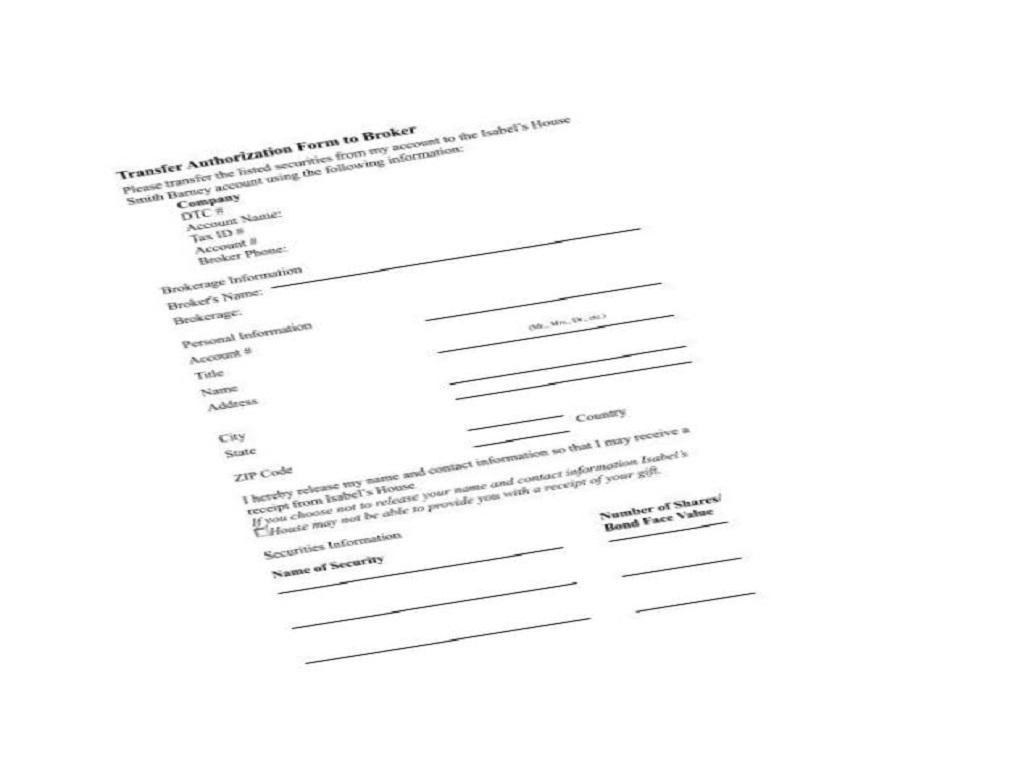 Transfer Authorization Form to Broker
Please transfer the listed securities from my account to the Isabel's House
Smith Barney account using the following information:
Company
DTC #
Account Name:
Tax ID #
Account #
Broker Phone:
Brokerage Information
Broker's Name:
Brokerage:
Personal Information
Account #
Title
(Mr., Mrs., Dr., etc.)
Name
Address
City
State
Country
ZIP Code
I hereby release my name and contact information so that I may receive a
receipt from Isabel's House
If you choose not to release your name and contact information Isabel's
House may not be able to provide you with a receipt of your gift.
Securities Information
Name of Security
Number of Shares/
Bond Face Value